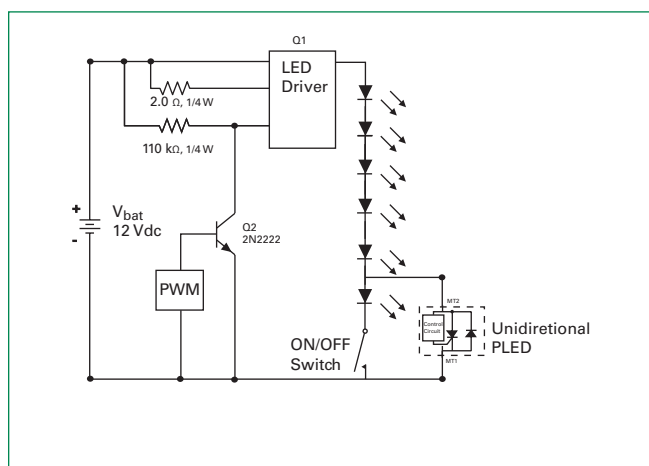 Q1
LED
Driver
2.0 Ω, 1/4 W
110 kΩ, 1/4 W
+
Vbat
12 Vdc
-
Q2
2N2222
PWM
ON/OFF
Switch
MT2
Control
Circuit
MT1
Unidiretional
PLED